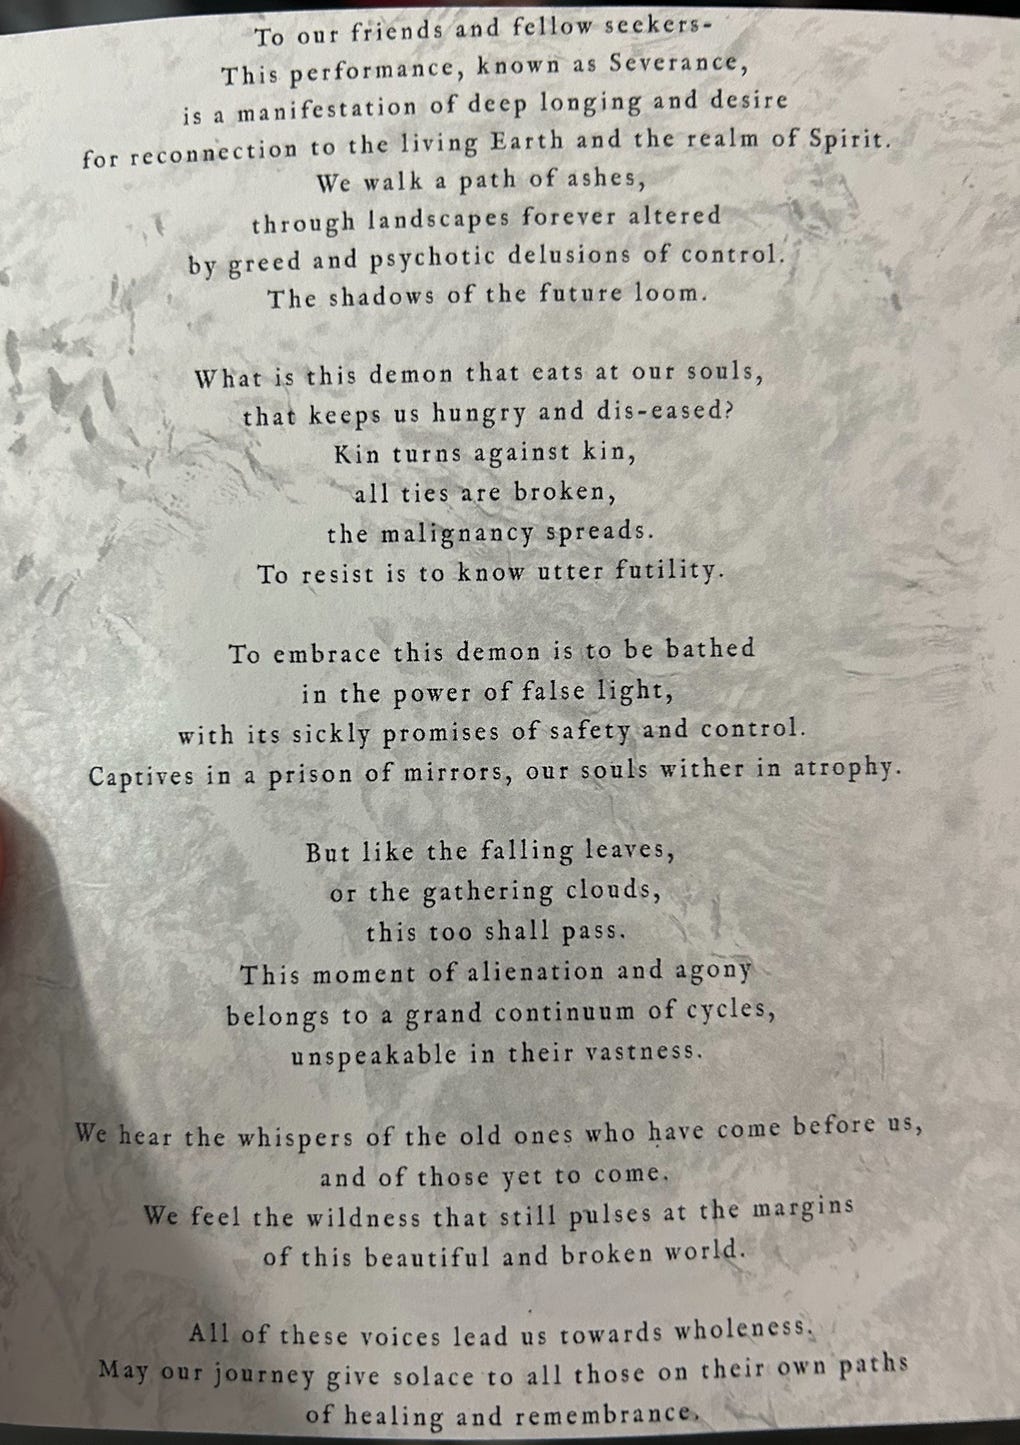 To our friends and fellow seekers-
This performance, known as Severance,
is a manifestation of deep longing and desire
for reconnection to the living Earth and the realm of Spirit.
We walk a path of ashes,
through landscapes forever altered
by greed and psychotic delusions of control.
The shadows of the future loom.
What is this demon that eats at our souls,
that keeps us hungry and dis-eased?
Kin turns against kin,
all ties are broken,
the malignancy spreads.
To resist is to know utter futility.
To embrace this demon is to be bathed
in the power of false light,
with its sickly promises of safety and control.
Captives in a prison of mirrors, our souls wither in atrophy.
But like the falling leaves,
or the gathering clouds,
this too shall pass.
This moment of alienation and agony
belongs to a grand continuum of cycles,
unspeakable in their vastness.
We hear the whispers of the old ones who have come before us,
and of those yet to come.
We feel the wildness that still pulses at the margins
of this beautiful and broken world.
All of these voices lead us towards wholeness.
May our journey give solace to all those on their own paths
of healing and remembrance.